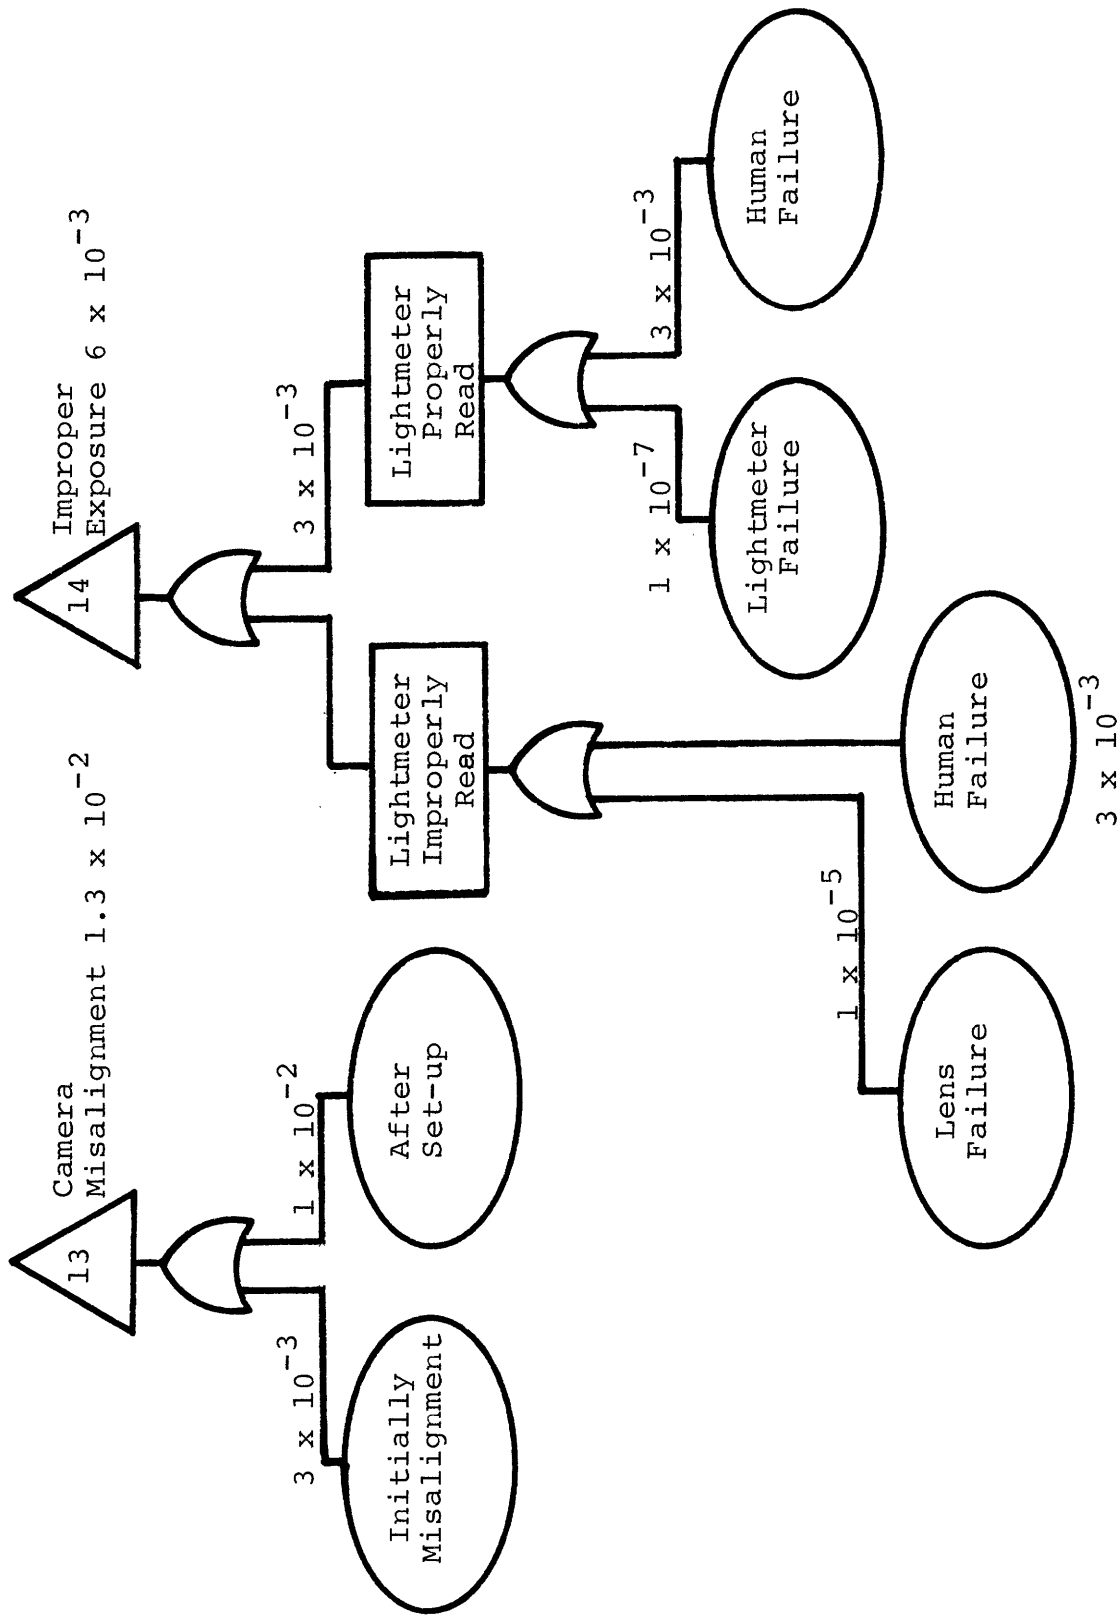 13
Camera
Misalignment 1.3 x 10⁻²
3 x 10⁻³
1 x 10⁻²
Initially
Misalignment
After
Set-up
14
Improper
Exposure 6 x 10⁻³
3 x 10⁻³
Lightmeter
Improperly
Read
Lightmeter
Properly
Read
1 x 10⁻⁵
Lens
Failure
Human
Failure
3 x 10⁻³
1 x 10⁻⁷
3 x 10⁻³
Lightmeter
Failure
Human
Failure